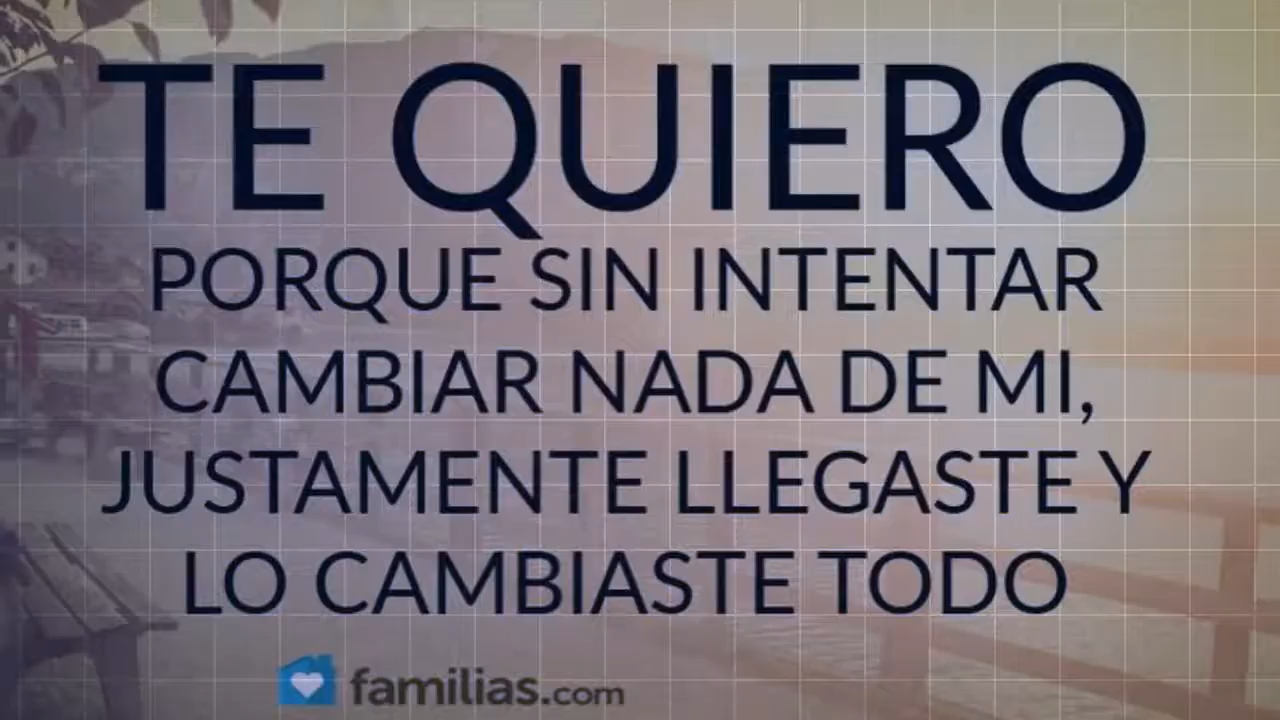 TE QUIERO
PORQUE SIN INTENTAR
CAMBIAR NADA DE MI,
JUSTAMENTE LLEGASTE Y
LO CAMBIASTE TODO
familias.com